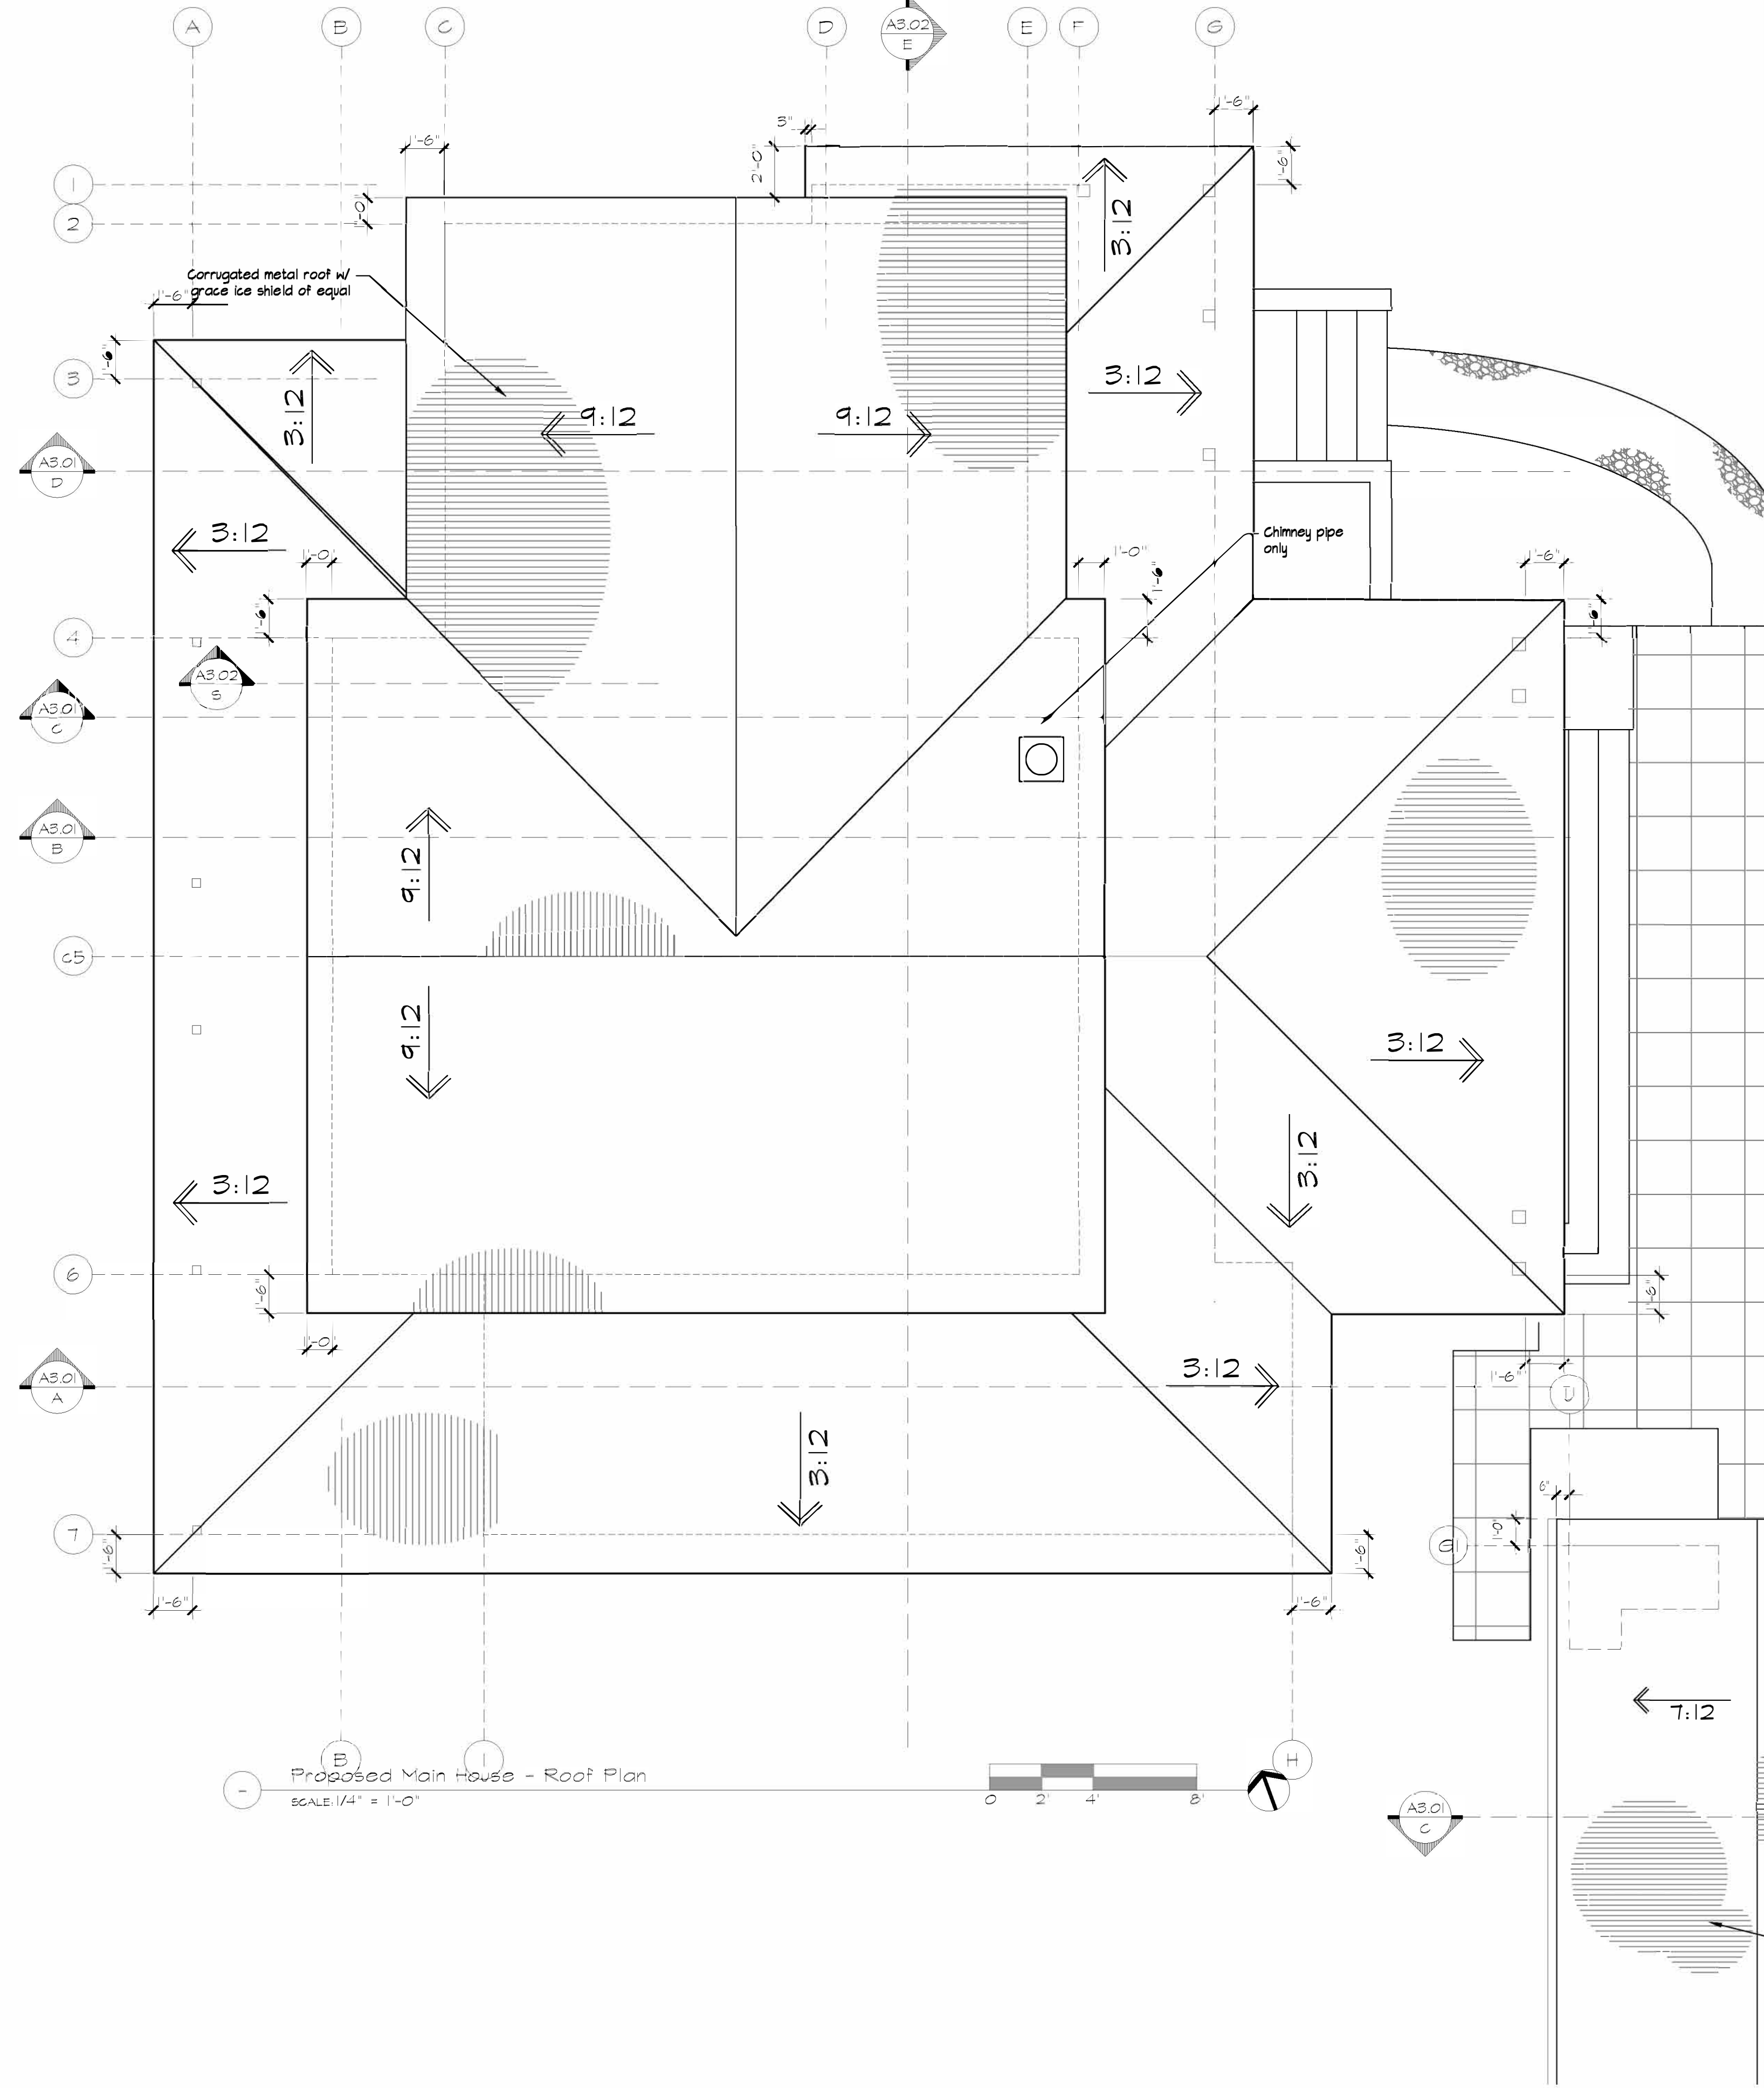 A
B
C
D
A3.02
E
E
F
G
1'-6"
3"
1'-6"
2'-0"
1'-6"
1
2
1'-0"
3:12
Corrugated metal roof w/
grace ice shield of equal
1'-6"
3
1'-6"
3:12
9:12
9:12
3:12
A3.01
D
3:12
Chimney pipe
only
1'-0"
1'-0"
1'-6"
1'-6"
1'-6"
1'-6"
4
A3.02
S
A3.01
C
A3.01
B
9:12
C5
9:12
3:12
3:12
3:12
6
1'-6"
1'-6"
1'-0"
A3.01
A
3:12
1'-6"
3:12
6"
7
1'-6"
1'-6"
1'-0"
G1
1'-6"
1'-6"
7:12
B
H
Proposed Main House - Roof Plan
-
SCALE: 1/4" = 1'-0"
0
2'
4'
8'
A3.01
C